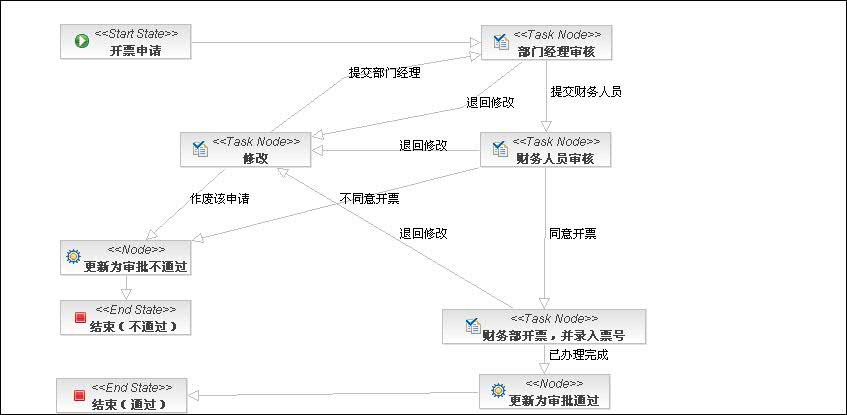 <<Start State>>
开票申请
<<Task Node>>
部门经理审核
提交部门经理
提交财务人员
退回修改
<<Task Node>>
修改
退回修改
<<Task Node>>
财务人员审核
作废该申请
不同意开票
退回修改
同意开票
<<Node>>
更新为审批不通过
<<End State>>
结束（不通过）
<<Task Node>>
财务部开票，并录入票号
已办理完成
<<End State>>
结束（通过）
<<Node>>
更新为审批通过